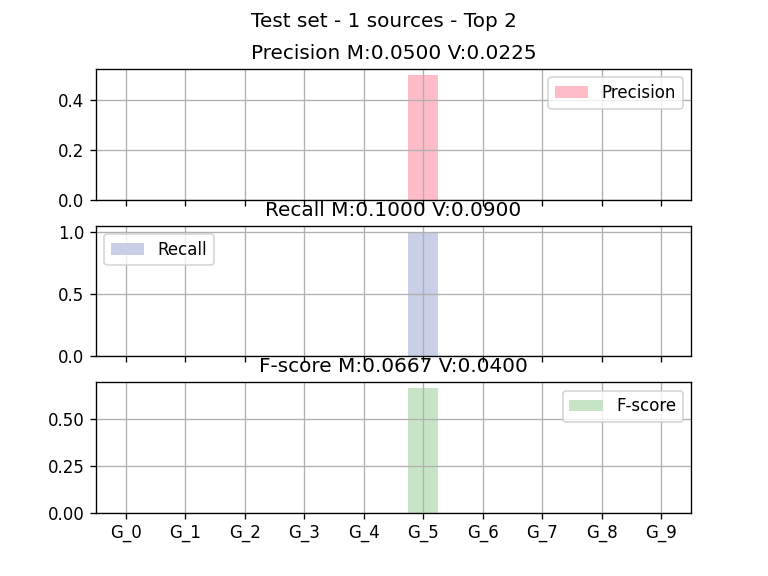 Test set - 1 sources - Top 2
Precision M:0.0500 V:0.0225
0.4
0.2
0.0
Precision
Recall M:0.1000 V:0.0900
1.0
0.5
0.0
Recall
F-score M:0.0667 V:0.0400
0.50
0.25
0.00
F-score
G_0 G_1 G_2 G_3 G_4 G_5 G_6 G_7 G_8 G_9